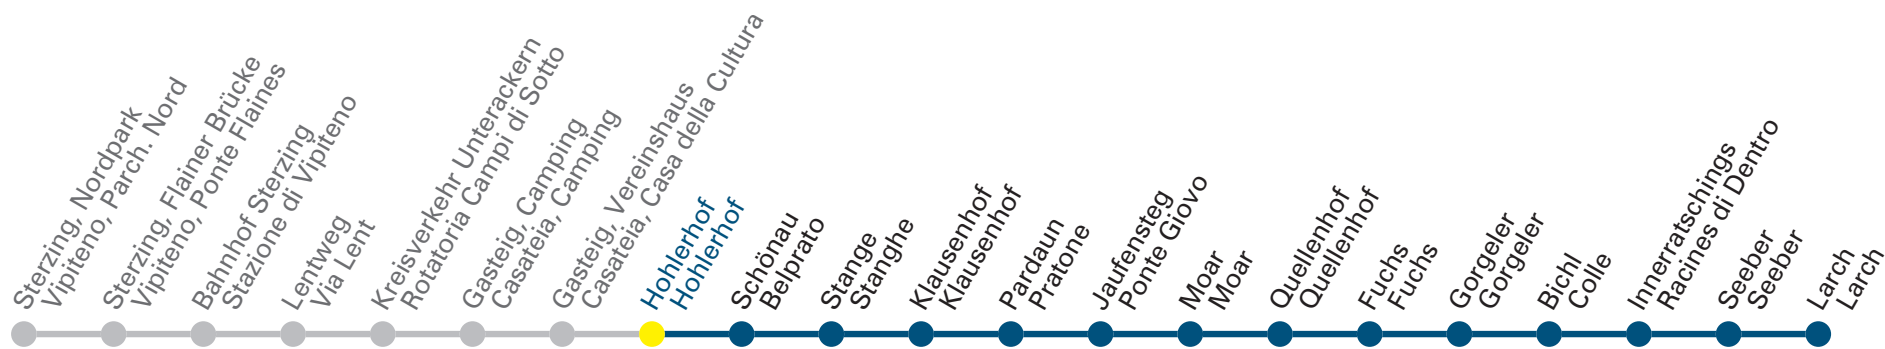 Sterzing, Nordpark
Vipiteno, Parch. Nord
Sterzing, Flainer Brücke
Vipiteno, Ponte Flaines
Bahnhof Sterzing
Stazione di Vipiteno
Lentweg
Via Lent
Kreisverkehr Unterackern
Rotatoria Campi di Sotto
Gasteig, Camping
Casateia, Camping
Gasteig, Vereinshaus
Casateia, Casa della Cultura
Hohlerhof
Hohlerhof
Schönau
Belprato
Stange
Stanghe
Klausenhof
Klausenhof
Pardaun
Pratone
Jaufensteg
Ponte Giovo
Moar
Moar
Quellenhof
Quellenhof
Fuchs
Fuchs
Gorgeler
Gorgeler
Bichl
Colle
Innerratschings
Racines di Dentro
Seeber
Seeber
Larch
Larch